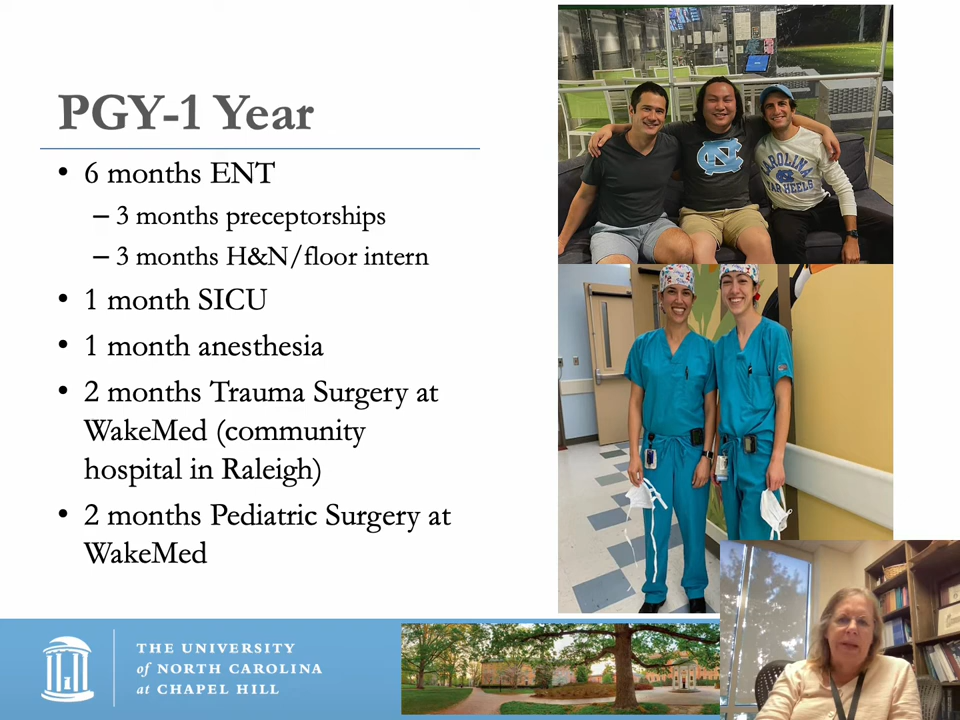 PGY-1 Year
• 6 months ENT
– 3 months preceptorships
– 3 months H&N/floor intern
• 1 month SICU
• 1 month anesthesia
• 2 months Trauma Surgery at
WakeMed (community
hospital in Raleigh)
• 2 months Pediatric Surgery at
WakeMed
NC
CAROLINA
TAR HEELS
THE UNIVERSITY
of NORTH CAROLINA
at CHAPEL HILL